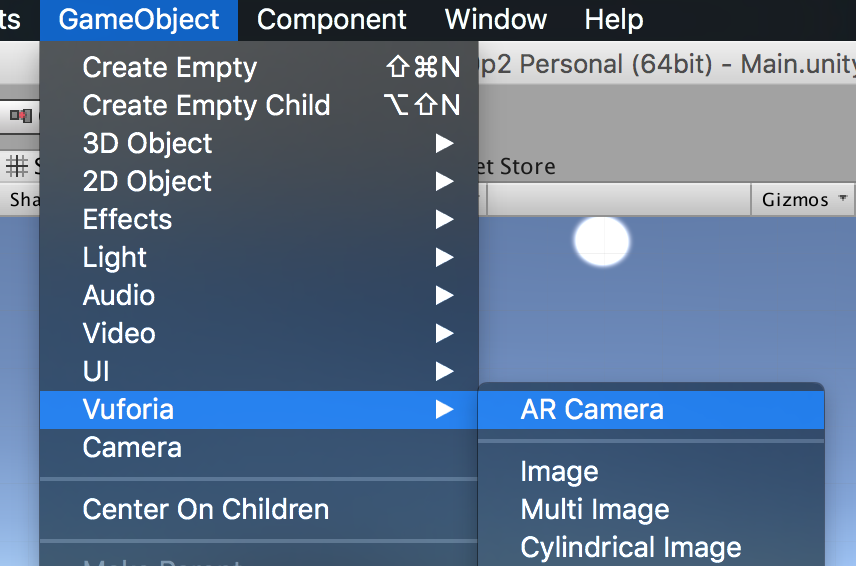 ts GameObject Component Window Help
Create Empty ⇧⌘N
p2 Personal (64bit) - Main.unity
Create Empty Child ⌥⇧N
3D Object
et Store
2D Object
Sha
Gizmos
Effects
Light
Audio
Video
UI
Vuforia
AR Camera
Camera
Image
Center On Children
Multi Image
Cylindrical Image